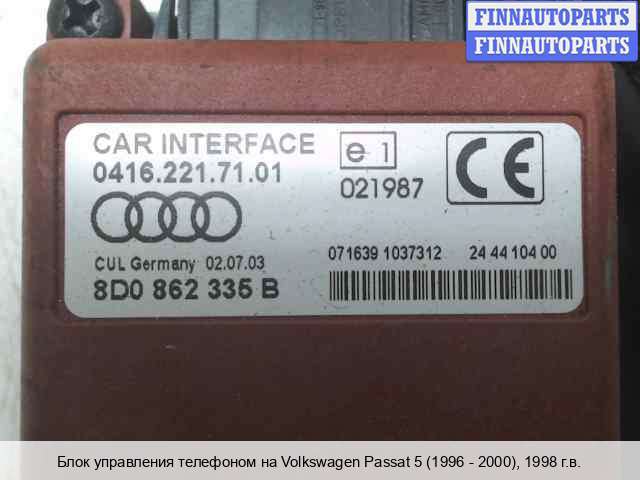 FINNAUTOPARTS
FINNAUTOPARTS
CAR INTERFACE
0416.221.71.01
e1
021987
CE
CUL Germany 02.07.03
8D0 862 335 B
071639 1037312 24 44 104 00
Блок управления телефоном на Volkswagen Passat 5 (1996 - 2000), 1998 г.в.